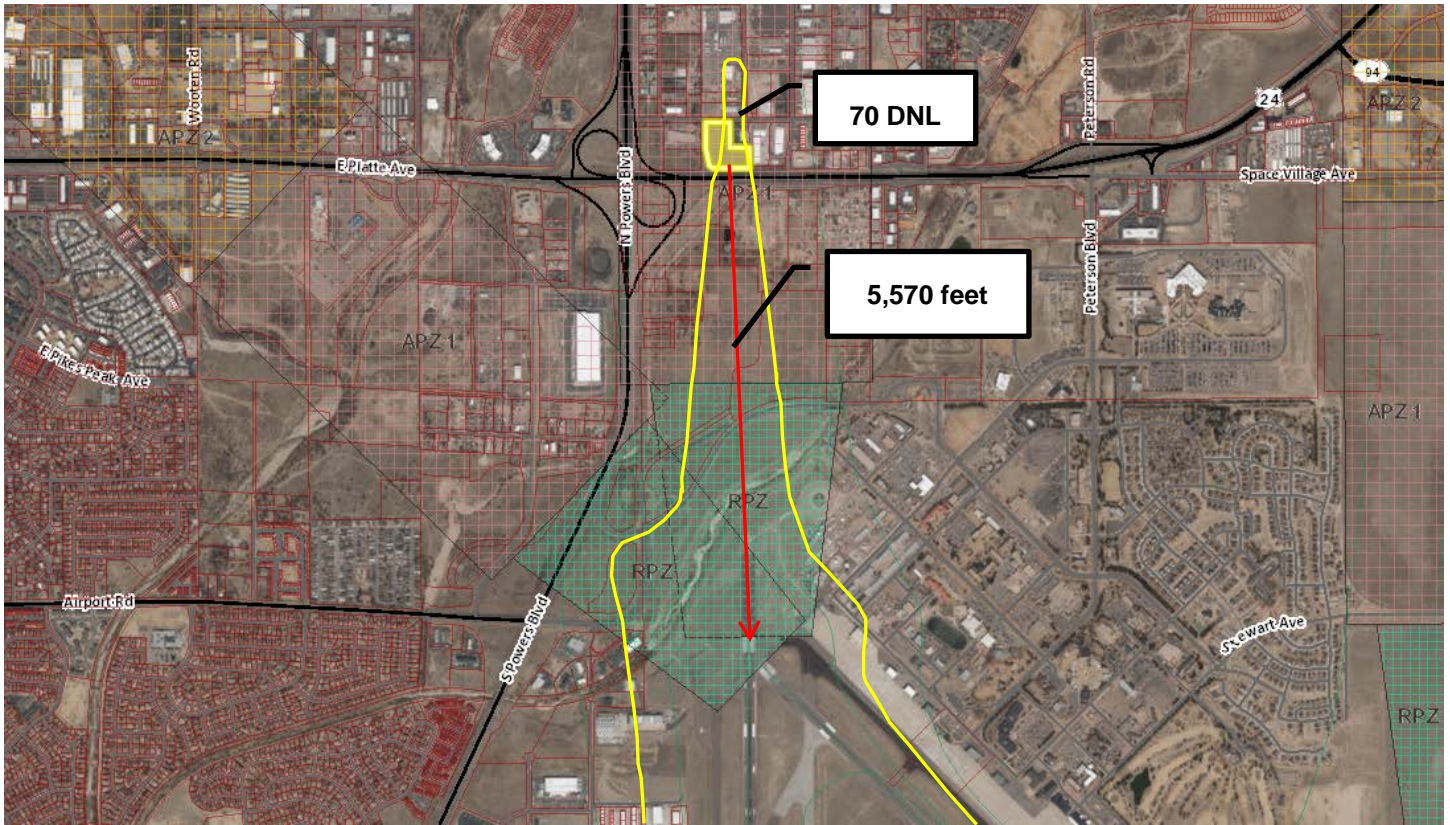 Wooten Rd
APZ 2
70 DNL
Peterson Rd
94
24
APZ 2
E Platte Ave
N Powers Blvd
APZ 1
Space Village Ave
5,570 feet
Peterson Blvd
E Pikes Peak Ave
APZ 1
APZ 1
RPZ
RPZ
Airport Rd
S Powers Blvd
Stewart Ave
RPZ